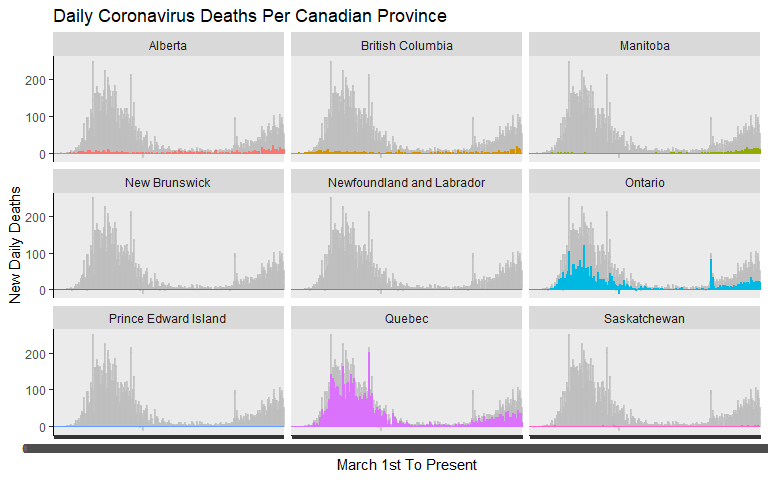 Daily Coronavirus Deaths Per Canadian Province
Alberta
British Columbia
Manitoba
200
100
0
New Brunswick
Newfoundland and Labrador
Ontario
200
100
0
Prince Edward Island
Quebec
Saskatchewan
200
100
0
New Daily Deaths
March 1st To Present